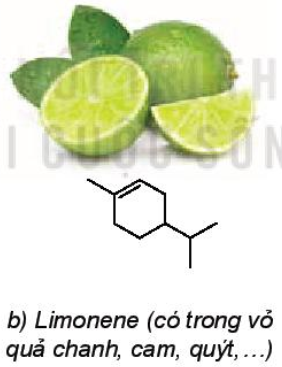 b) Limonene (có trong vỏ
quả chanh, cam, quýt,...)